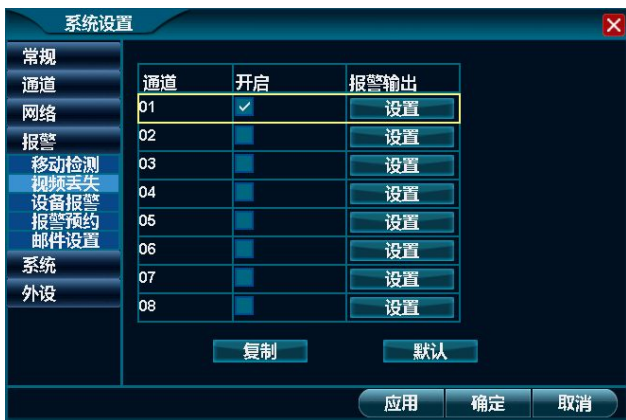 系统设置
常规
通道
网络
报警
移动检测
视频丢失
设备报警
报警预约
邮件设置
系统
外设
通道 开启 报警输出
01 设置
02 设置
03 设置
04 设置
05 设置
06 设置
07 设置
08 设置
复制 默认
应用 确定 取消